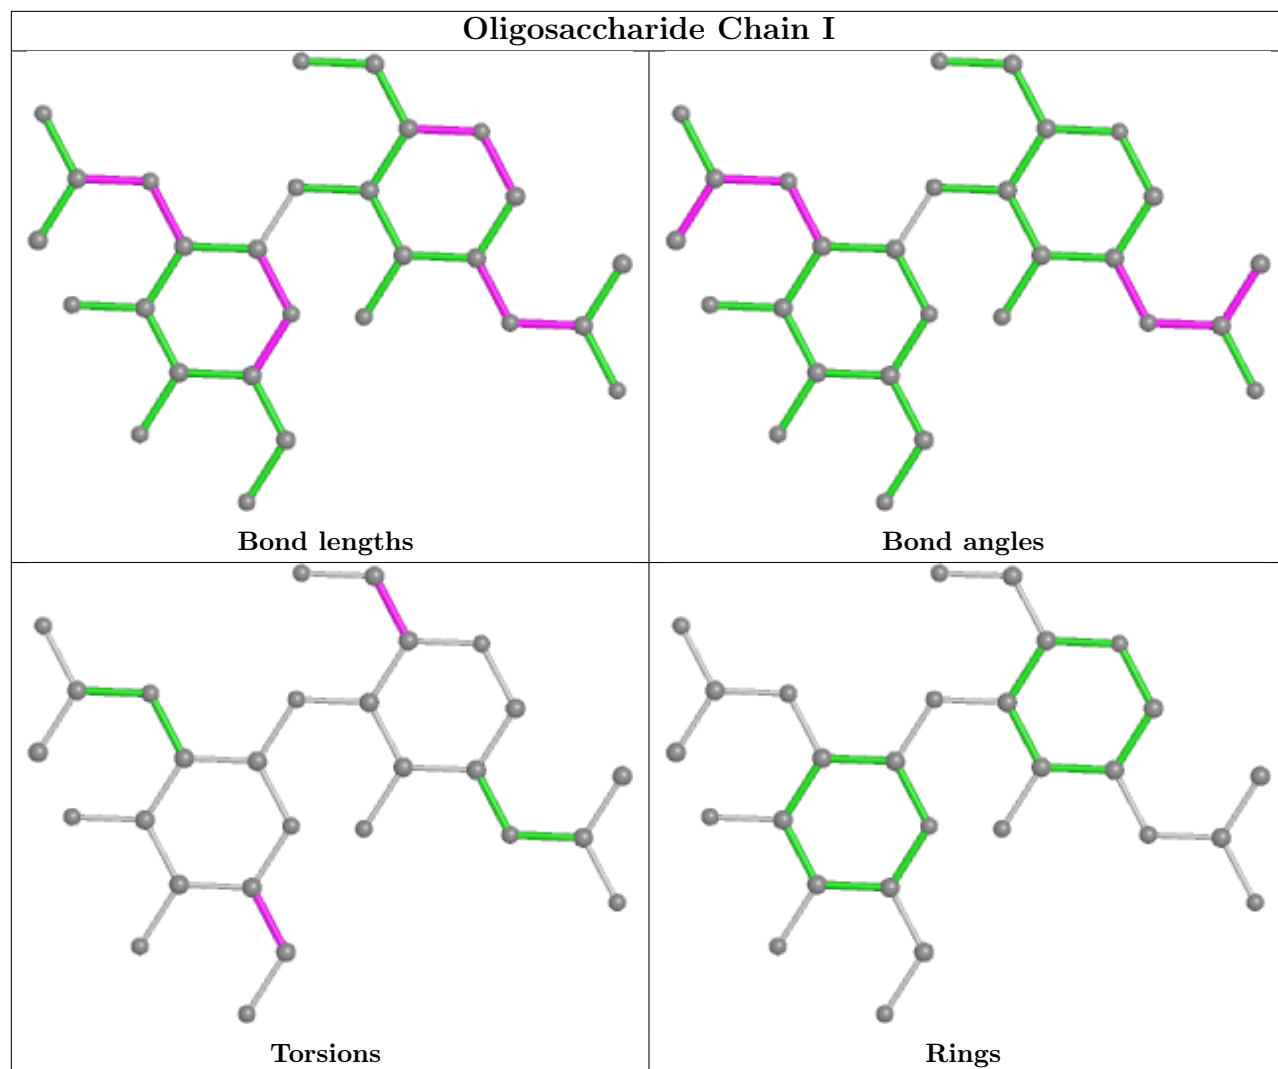 Oligosaccharide Chain I
Bond lengths
Bond angles
Torsions
Rings